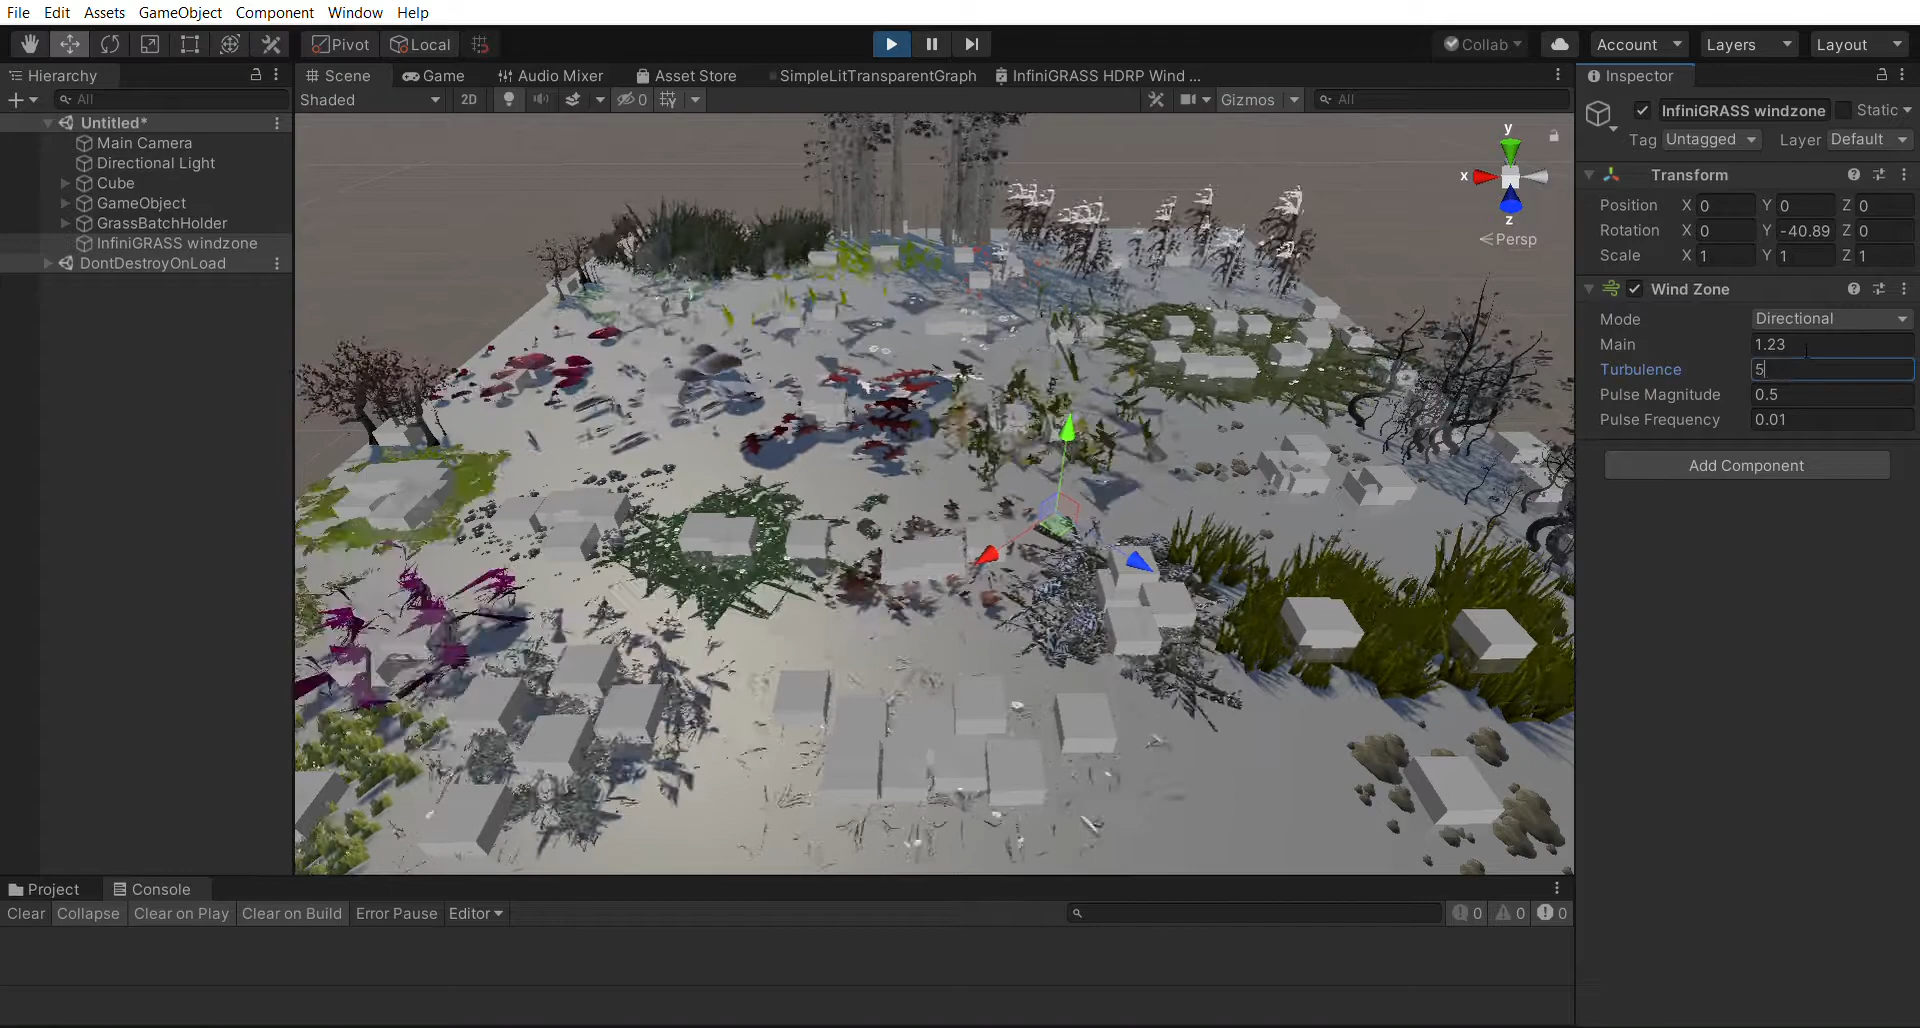 File Edit Assets GameObject Component Window Help
Pivot Local Collab Account Layers Layout
Hierarchy
All
Untitled*
Main Camera
Directional Light
Cube
GameObject
GrassBatchHolder
InfiniGRASS windzone
DontDestroyOnLoad
Scene Game Audio Mixer Asset Store SimpleLitTransparentGraph InfiniGRASS HDRP Wind ...
Shaded 2D 0 Gizmos All
y
x
z
Persp
Inspector
InfiniGRASS windzone Static
Tag Untagged Layer Default
Transform
Position X 0 Y 0 Z 0
Rotation X 0 Y -40.89 Z 0
Scale X 1 Y 1 Z 1
Wind Zone
Mode Directional
Main 1.23
Turbulence 5
Pulse Magnitude 0.5
Pulse Frequency 0.01
Add Component
Project Console
Clear Collapse Clear on Play Clear on Build Error Pause Editor 0 0 0